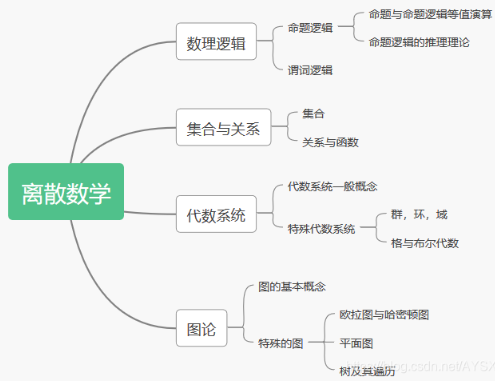 离散数学
数理逻辑
命题逻辑
命题与命题逻辑等值演算
命题逻辑的推理理论
谓词逻辑
集合与关系
集合
关系与函数
代数系统
代数系统一般概念
特殊代数系统
群，环，域
格与布尔代数
图论
图的基本概念
特殊的图
欧拉图与哈密顿图
平面图
树及其遍历